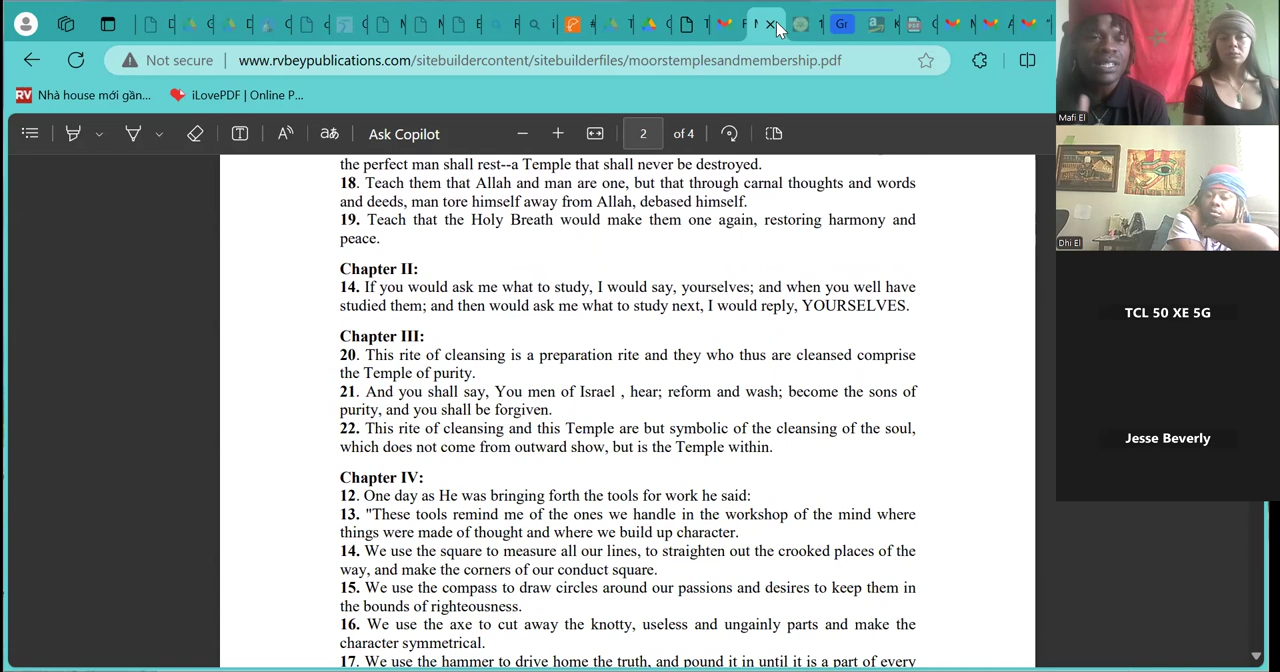 Gr
Not secure
www.rvbeypublications.com/sitebuildercontent/sitebuilderfiles/moorstemplesandmembership.pdf
RV Nhà house mới gần...
iLovePDF | Online P...
Ask Copilot
2 of 4
the perfect man shall rest--a Temple that shall never be destroyed.
18. Teach them that Allah and man are one, but that through carnal thoughts and words
and deeds, man tore himself away from Allah, debased himself.
19. Teach that the Holy Breath would make them one again, restoring harmony and
peace.
Chapter II:
14. If you would ask me what to study, I would say, yourselves; and when you well have
studied them; and then would ask me what to study next, I would reply, YOURSELVES.
Chapter III:
20. This rite of cleansing is a preparation rite and they who thus are cleansed comprise
the Temple of purity.
21. And you shall say, You men of Israel , hear; reform and wash; become the sons of
purity, and you shall be forgiven.
22. This rite of cleansing and this Temple are but symbolic of the cleansing of the soul,
which does not come from outward show, but is the Temple within.
Chapter IV:
12. One day as He was bringing forth the tools for work he said:
13. "These tools remind me of the ones we handle in the workshop of the mind where
things were made of thought and where we build up character.
14. We use the square to measure all our lines, to straighten out the crooked places of the
way, and make the corners of our conduct square.
15. We use the compass to draw circles around our passions and desires to keep them in
the bounds of righteousness.
16. We use the axe to cut away the knotty, useless and ungainly parts and make the
character symmetrical.
17. We use the hammer to drive home the truth, and pound it in until it is a part of every
Mafi El
Dhi El
TCL 50 XE 5G
Jesse Beverly